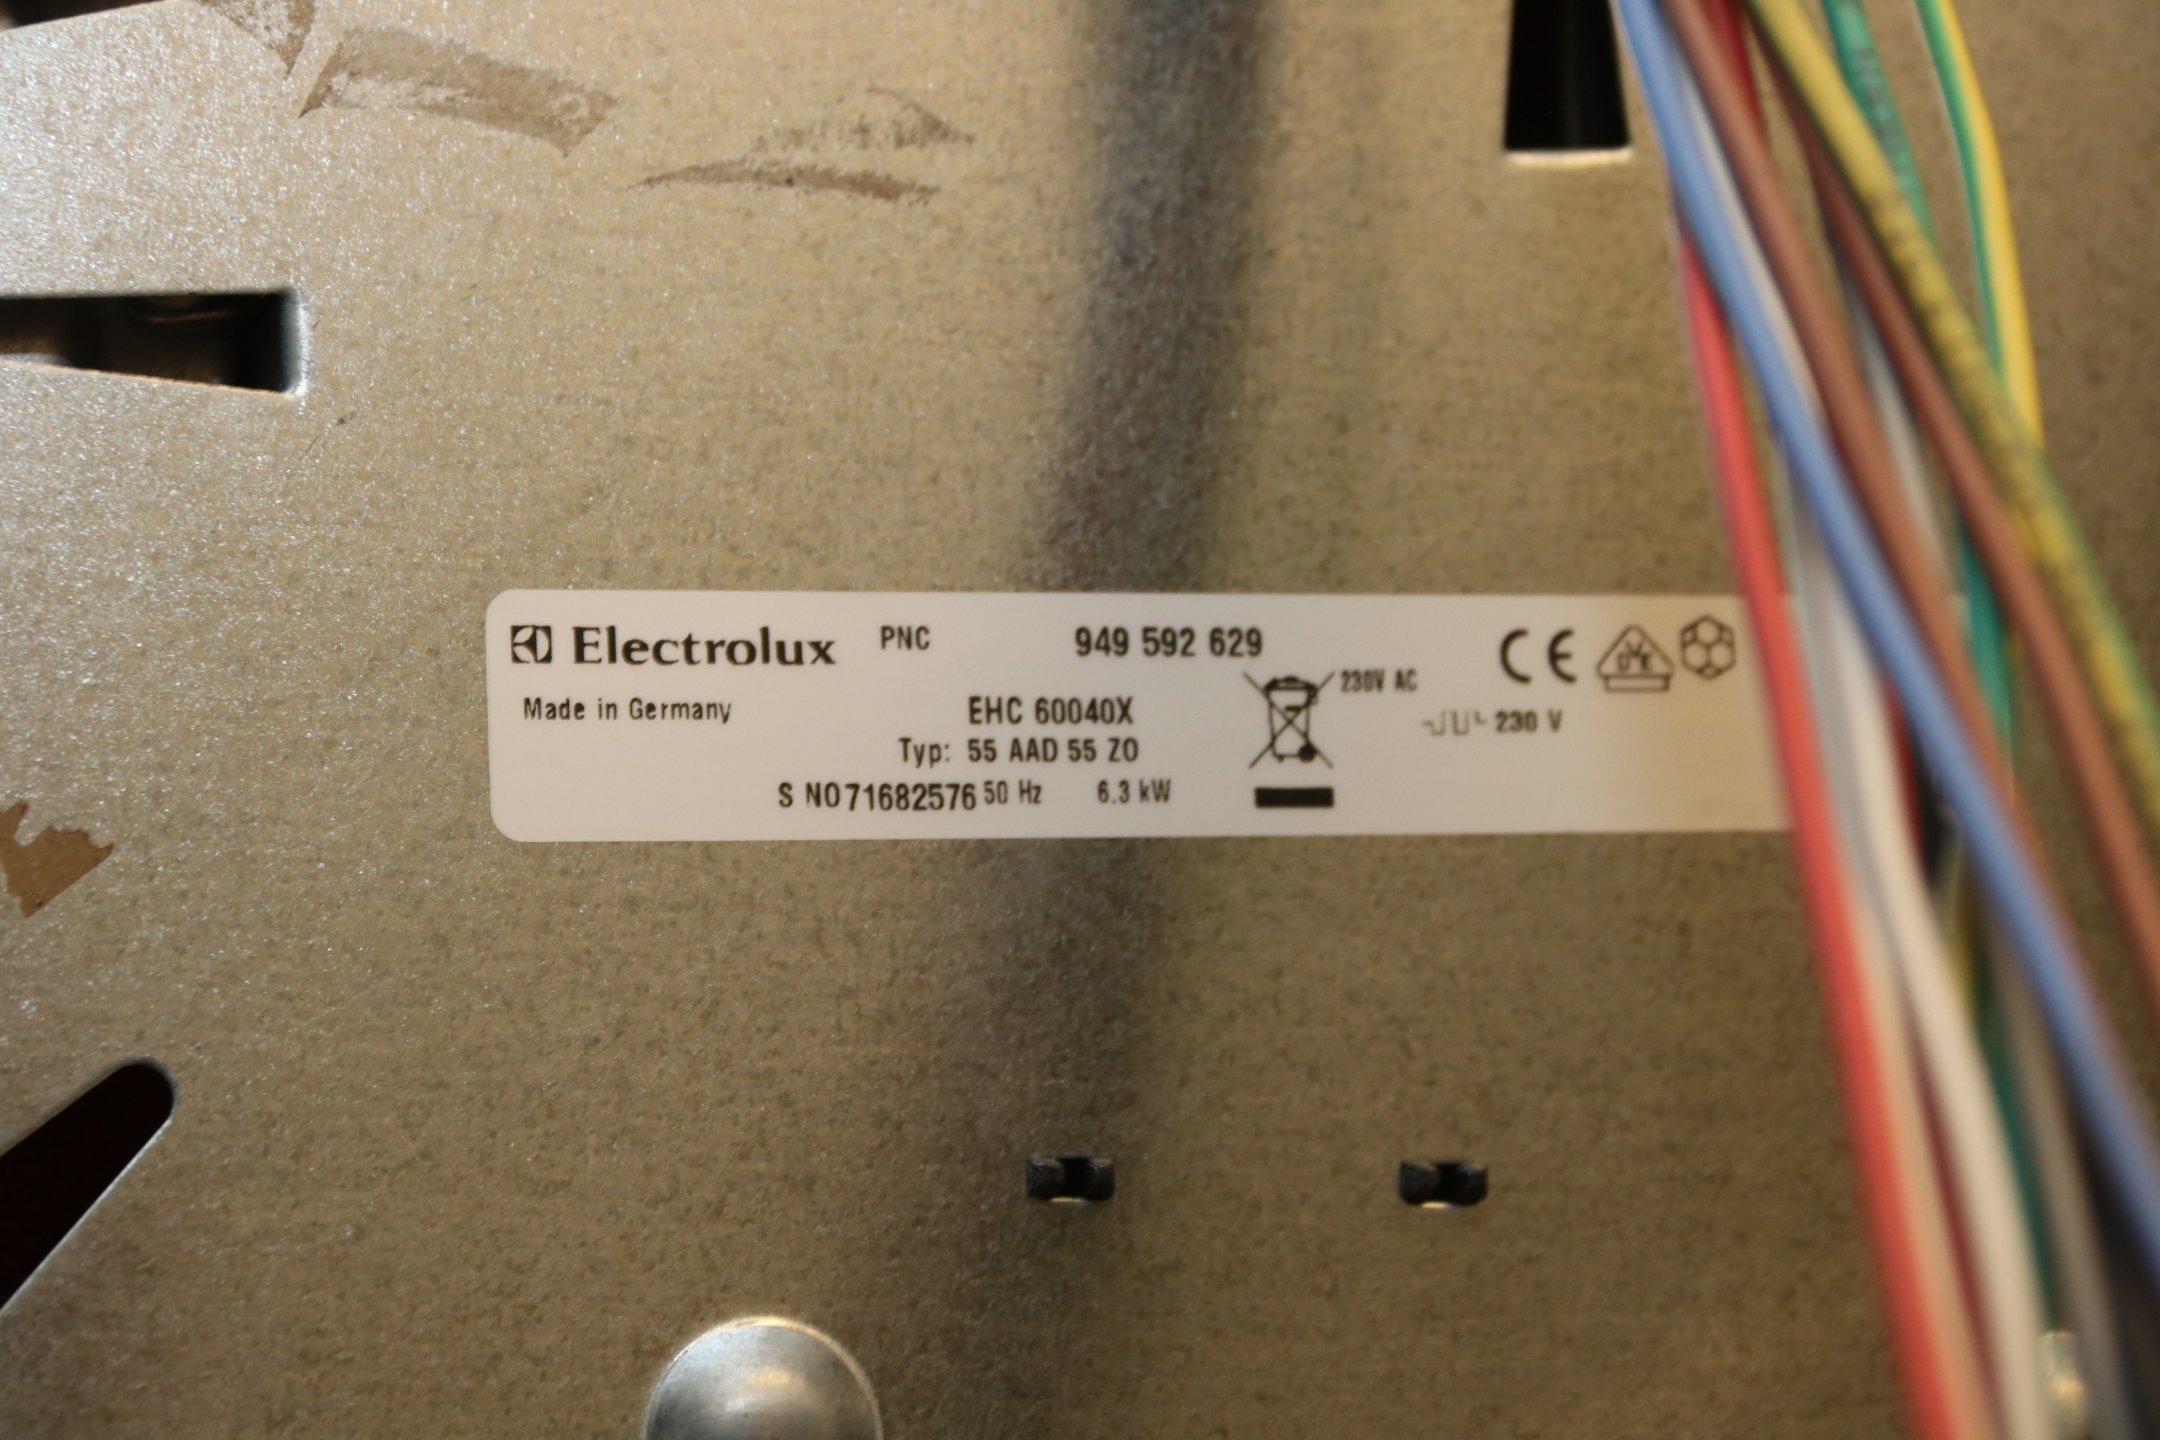 Electrolux PNC 949 592 629 CE DVE
Made in Germany EHC 60040X 230V AC
230 V
Typ: 55 AAD 55 ZO
S NO 71682576 50 Hz 6.3 kW